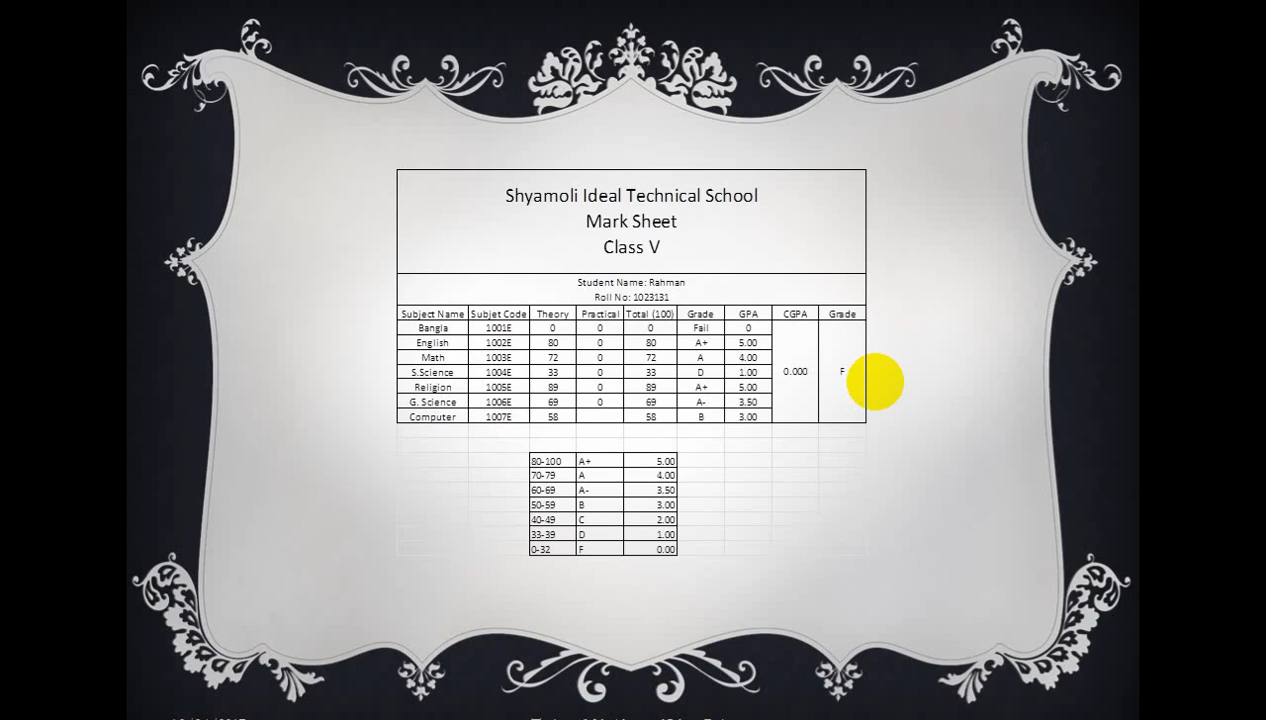 Shyamoli Ideal Technical School
Mark Sheet
Class V
Student Name: Rahman
Roll No: 1023131
Subject Name Subjet Code Theory Practical Total (100) Grade GPA CGPA Grade
Bangla 1001E 0 0 0 Fail 0
English 1002E 80 0 80 A+ 5.00
Math 1003E 72 0 72 A 4.00
S.Science 1004E 33 0 33 D 1.00 0.000 F
Religion 1005E 89 0 89 A+ 5.00
G. Science 1006E 69 0 69 A- 3.50
Computer 1007E 58 58 B 3.00
80-100 A+ 5.00
70-79 A 4.00
60-69 A- 3.50
50-59 B 3.00
40-49 C 2.00
33-39 D 1.00
0-32 F 0.00